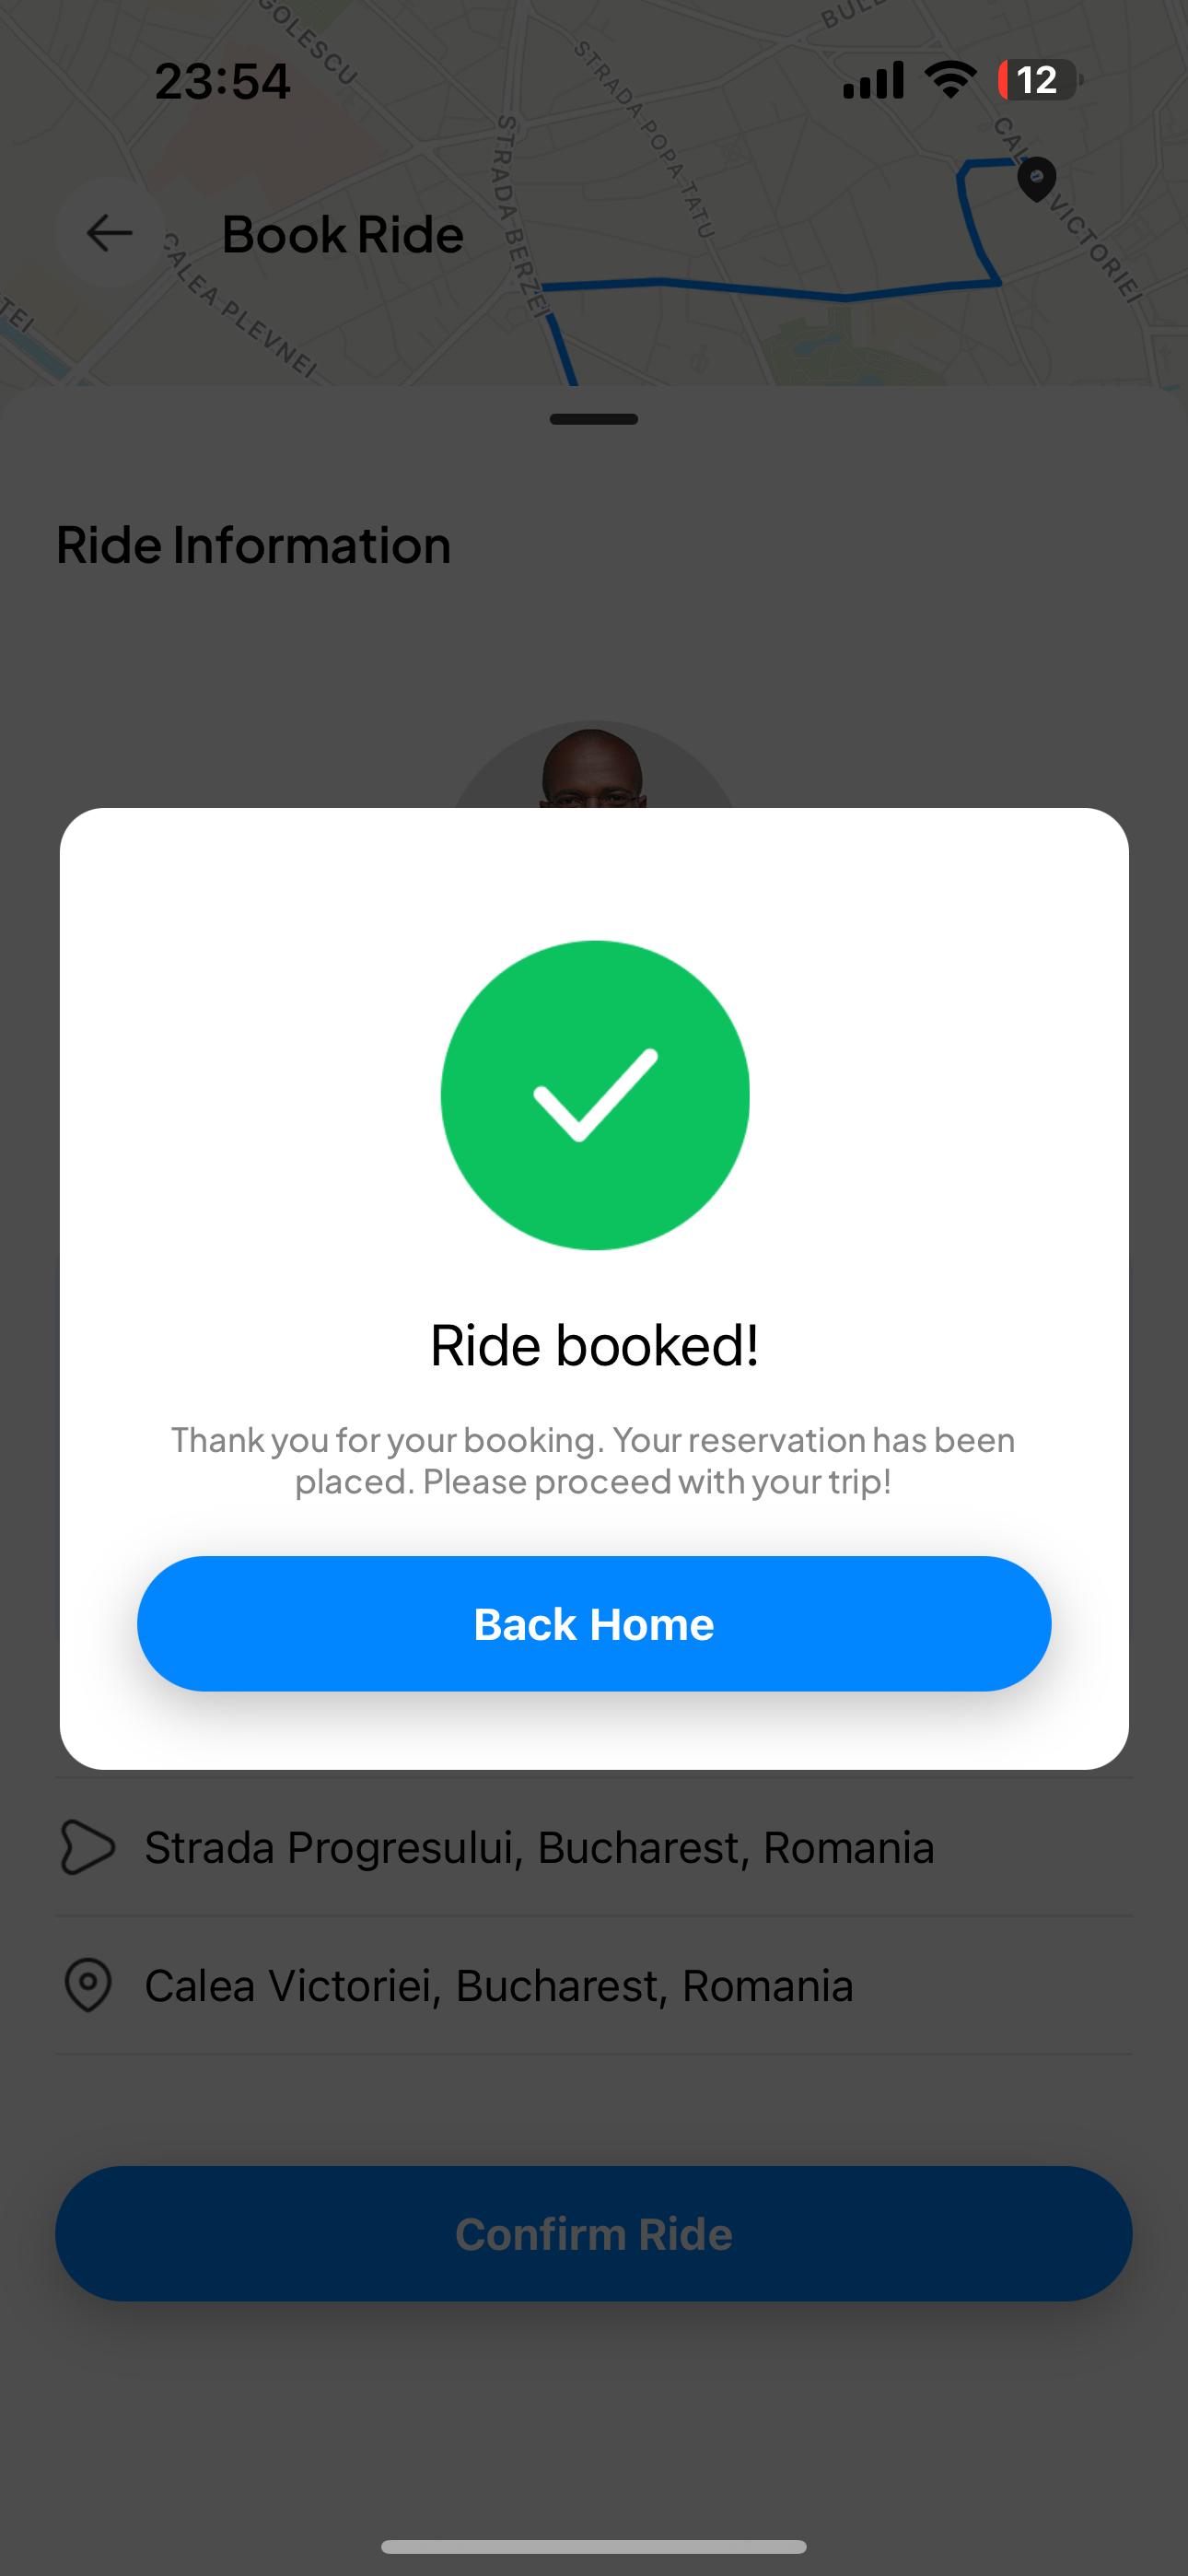 GOLESCU
BULE
23:54
12
STRADA POPA TATU
STRADA BERZEI
CALEA VICTORIEI
Book Ride
CALEA PLEVNEI
TEI
Ride Information
Ride booked!
Thank you for your booking. Your reservation has been
placed. Please proceed with your trip!
Back Home
Strada Progresului, Bucharest, Romania
Calea Victoriei, Bucharest, Romania
Confirm Ride